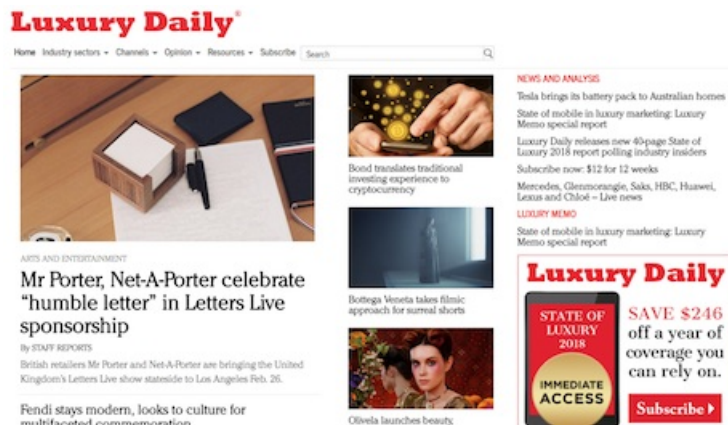 Luxury Daily®
Home Industry sectors Channels Opinion Resources Subscribe Search
ARTS AND ENTERTAINMENT
Mr Porter, Net-A-Porter celebrate
“humble letter” in Letters Live
sponsorship
By STAFF REPORTS
British retailers Mr Porter and Net-A-Porter are bringing the United
Kingdom's Letters Live show stateside to Los Angeles Feb. 26.
Fendi stays modern, looks to culture for
multifaceted commemoration
Bond translates traditional
investing experience to
cryptocurrency
Bottega Veneta takes filmic
approach for surreal shorts
Olivela launches beauty,
NEWS AND ANALYSIS
Tesla brings its battery pack to Australian homes
State of mobile in luxury marketing: Luxury
Memo special report
Luxury Daily releases new 40-page State of
Luxury 2018 report polling industry insiders
Subscribe now: $12 for 12 weeks
Mercedes, Glenmorangie, Saks, HBC, Huawei,
Lexus and Chloé – Live news
LUXURY MEMO
State of mobile in luxury marketing: Luxury
Memo special report
Luxury Daily
STATE OF
LUXURY
2018
IMMEDIATE
ACCESS
SAVE $246
off a year of
coverage you
can rely on.
Subscribe